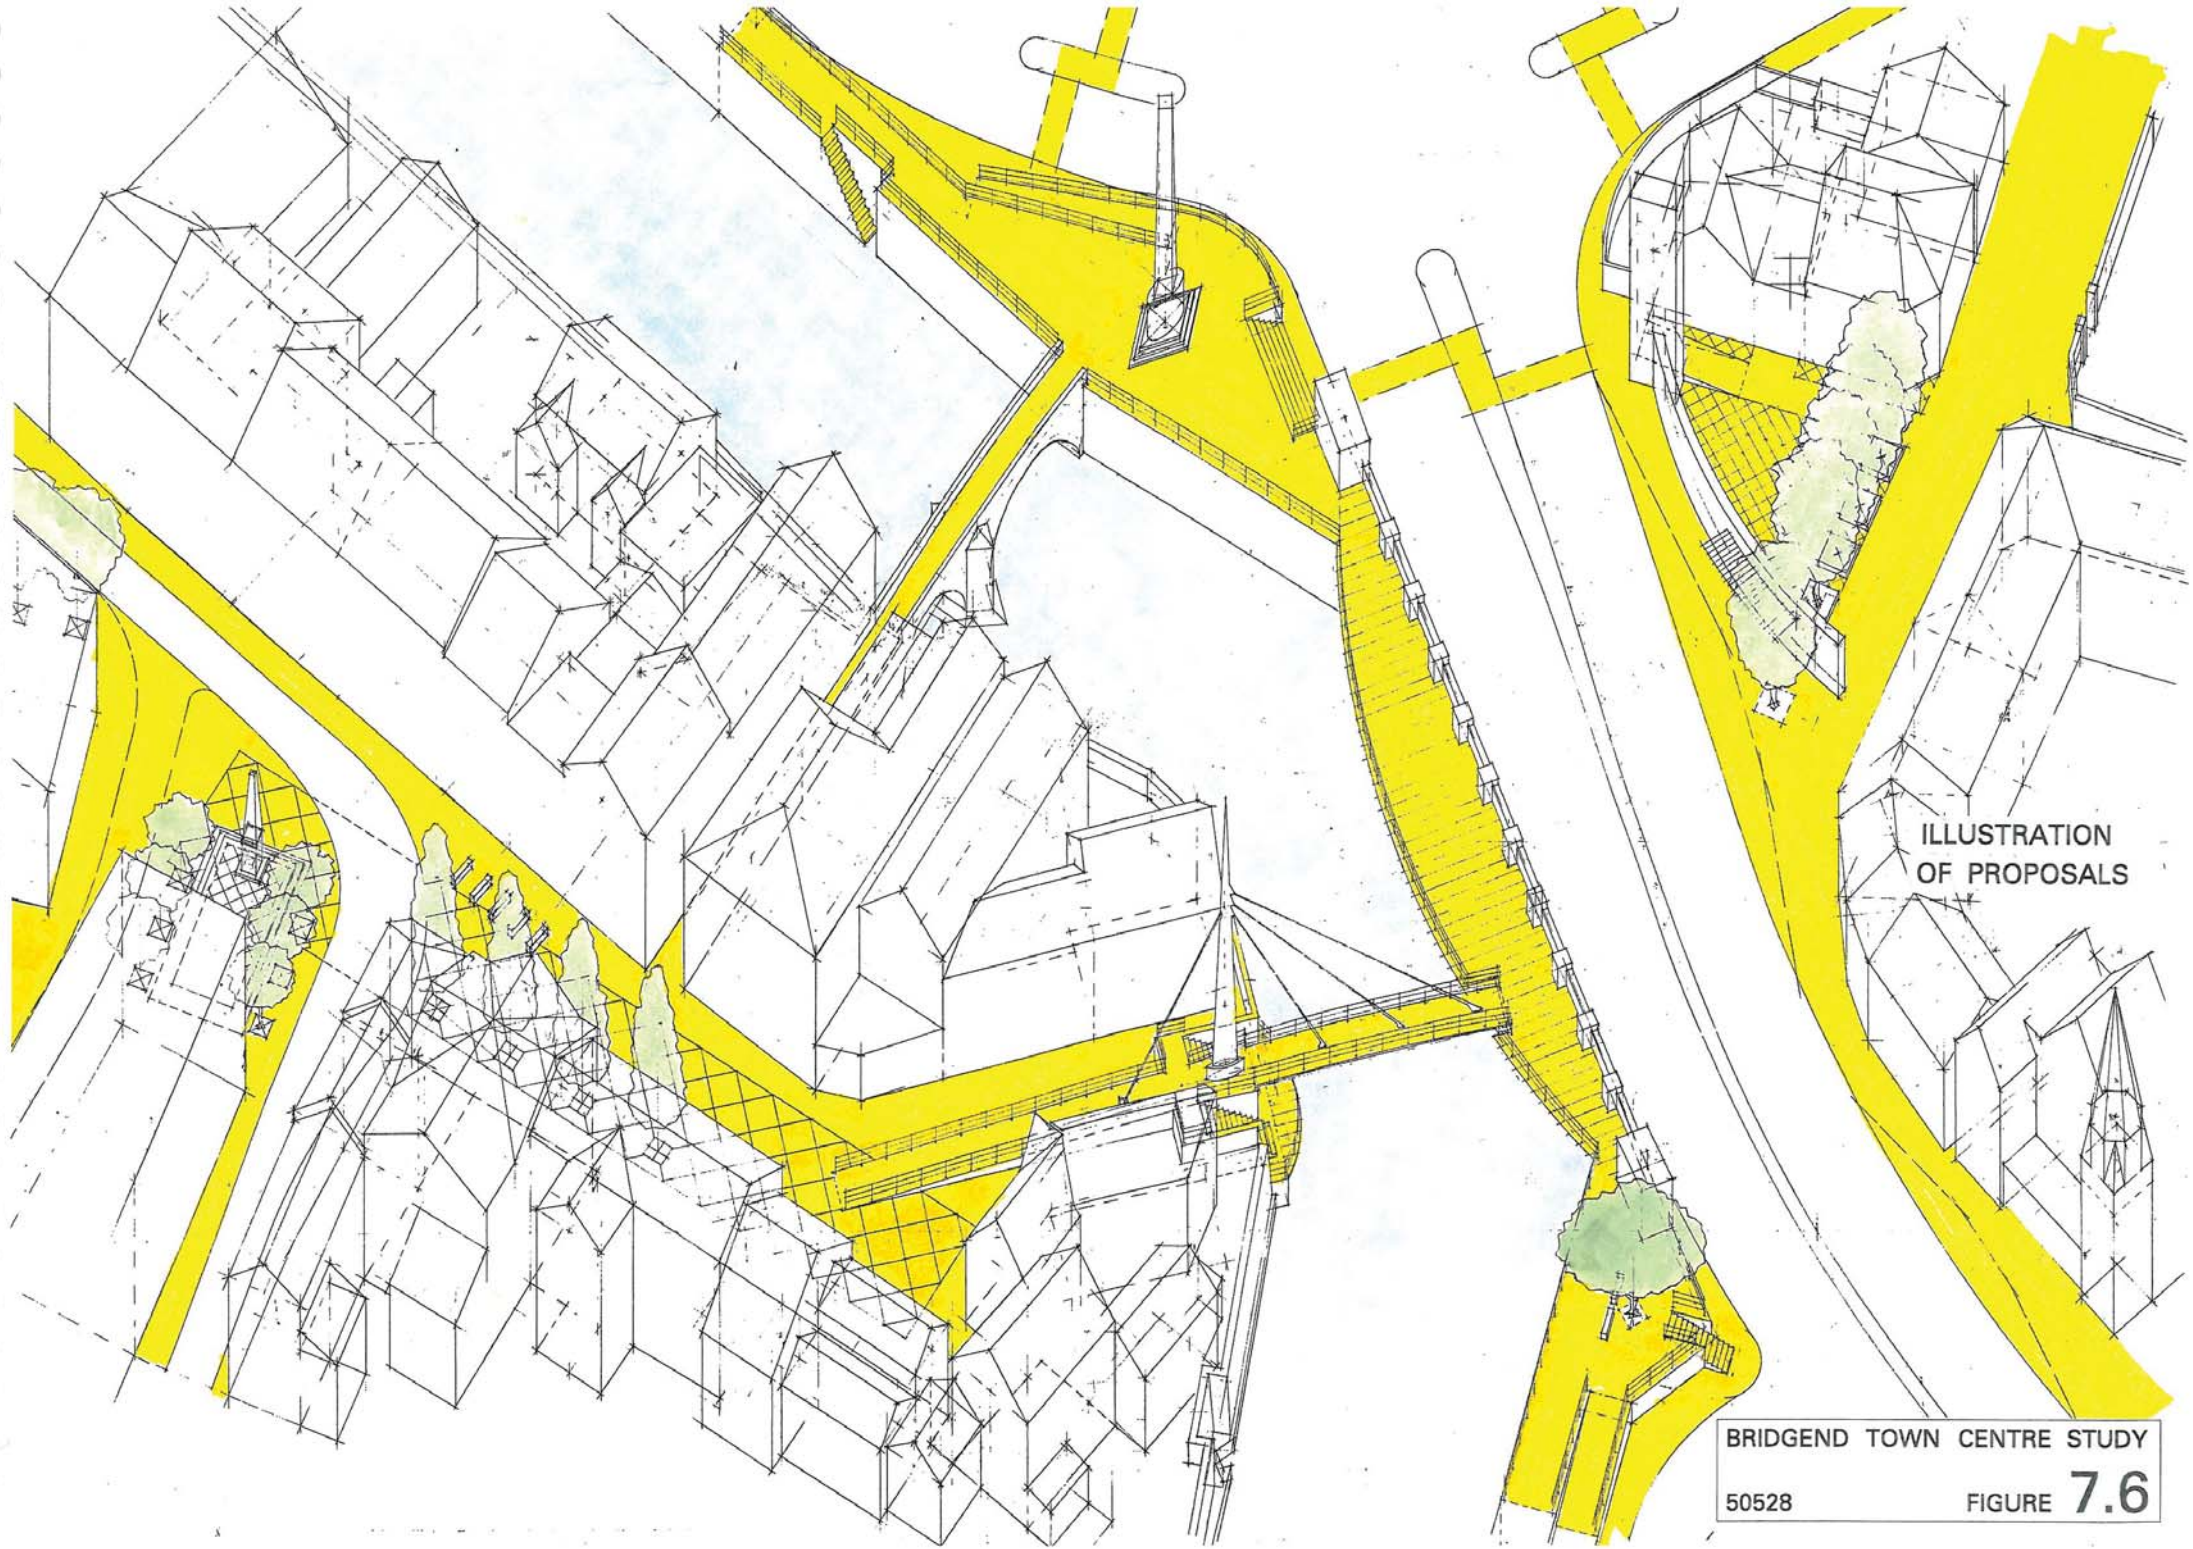 ILLUSTRATION
OF PROPOSALS
BRIDGEND TOWN CENTRE STUDY
50528 FIGURE 7.6